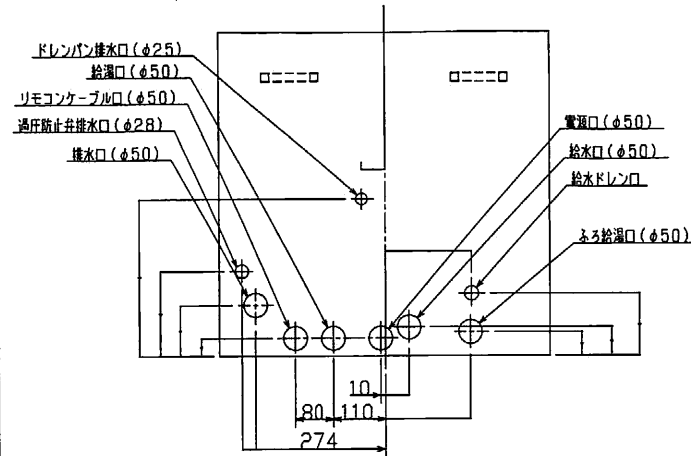 ドレンパン排水口(φ25)
給湯口(φ50)
リモコンケーブル口(φ50)
過圧防止弁排水口(φ28)
排水口(φ50)
電源口(φ50)
給水口(φ50)
給水ドレン口
ふろ給湯口(φ50)
10
80
110
274